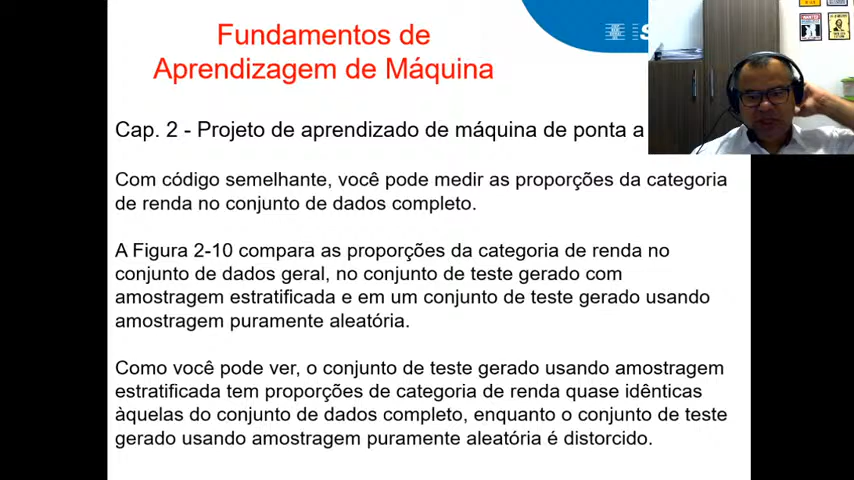 Fundamentos de
Aprendizagem de Máquina
Cap. 2 - Projeto de aprendizado de máquina de ponta a
Com código semelhante, você pode medir as proporções da categoria
de renda no conjunto de dados completo.
A Figura 2-10 compara as proporções da categoria de renda no
conjunto de dados geral, no conjunto de teste gerado com
amostragem estratificada e em um conjunto de teste gerado usando
amostragem puramente aleatória.
Como você pode ver, o conjunto de teste gerado usando amostragem
estratificada tem proporções de categoria de renda quase idênticas
àquelas do conjunto de dados completo, enquanto o conjunto de teste
gerado usando amostragem puramente aleatória é distorcido.